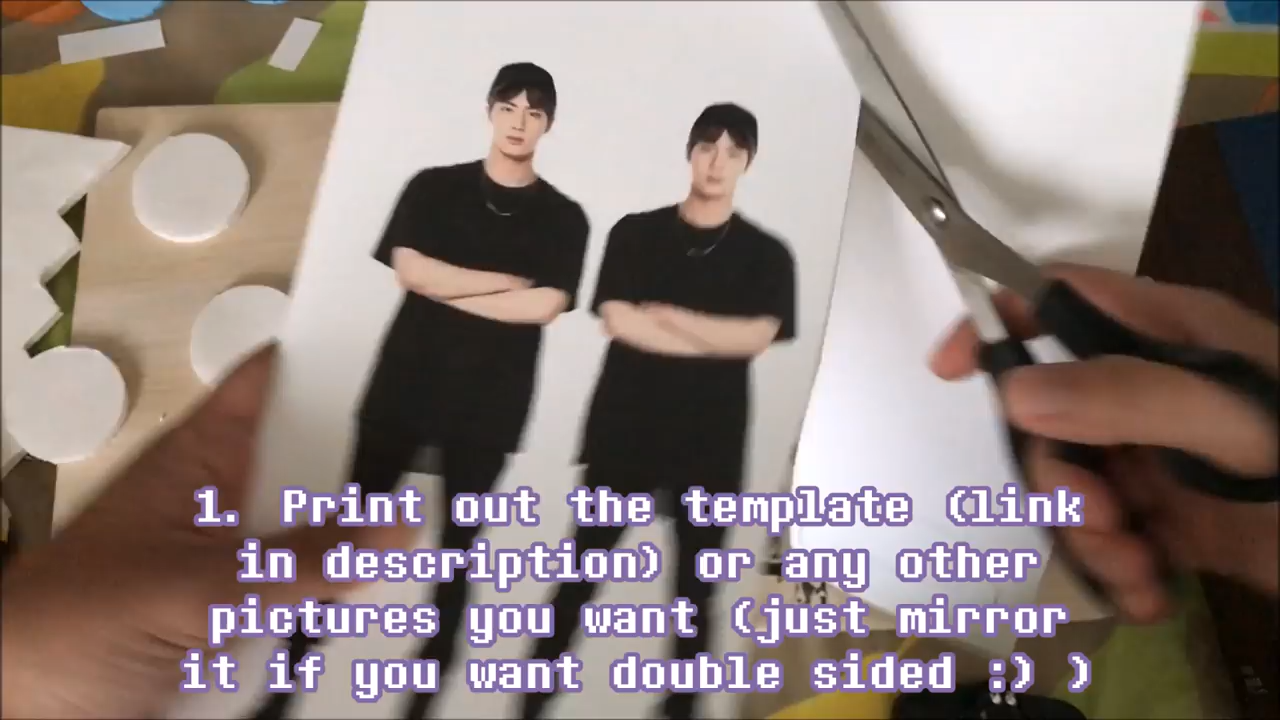 1. Print out the template (link
in description) or any other
pictures you want (just mirror
it if you want double sided :) )